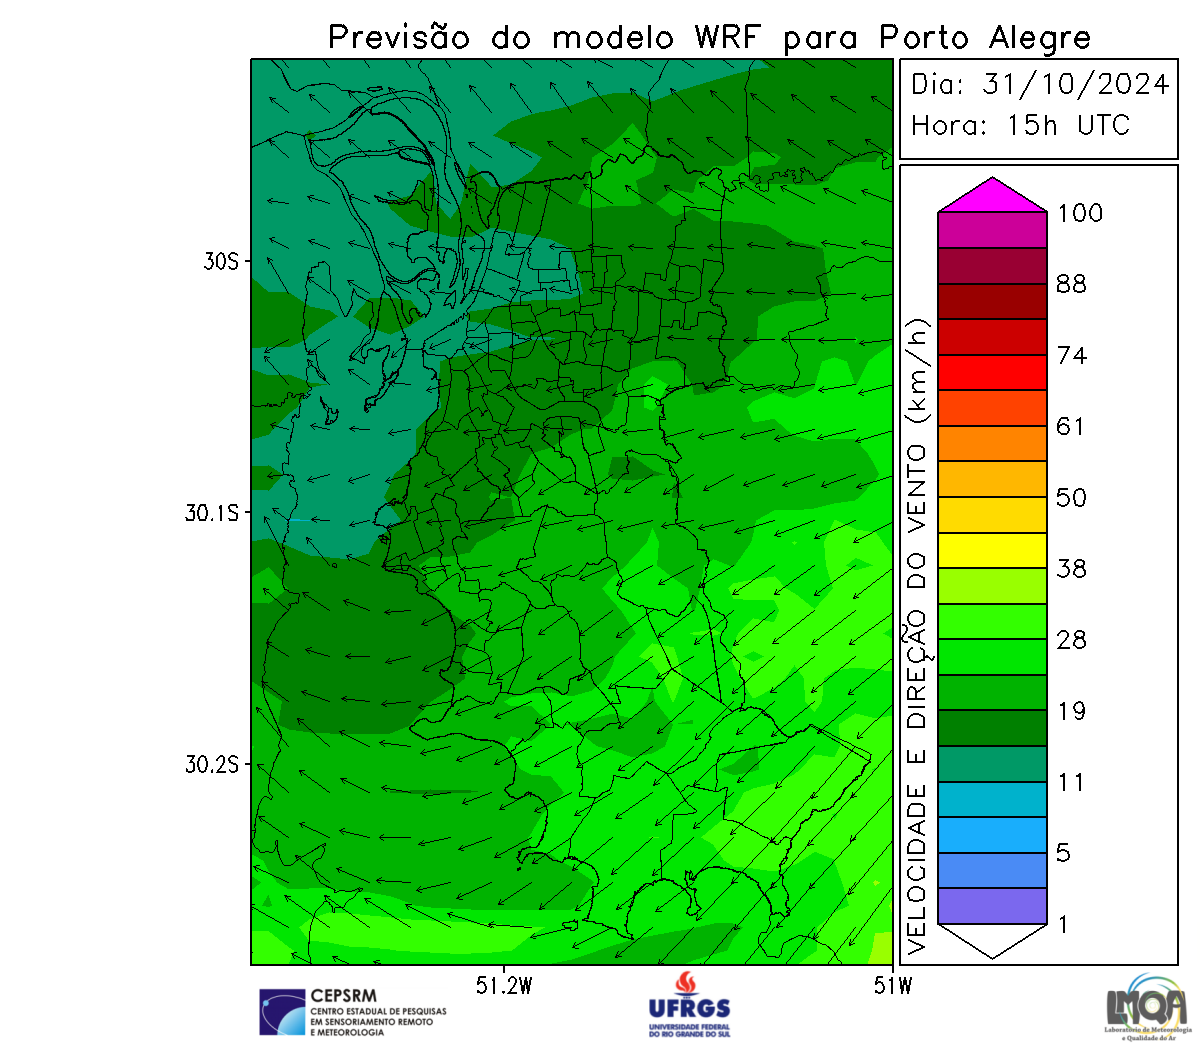 Previsão do modelo WRF para Porto Alegre
Dia: 31/10/2024
Hora: 15h UTC
VELOCIDADE E DIREÇÃO DO VENTO (km/h)
100
88
74
61
50
38
28
19
11
5
1
30S
30.1S
30.2S
51.2W
51W
CEPSRM
CENTRO ESTADUAL DE PESQUISAS
EM SENSORIAMENTO REMOTO
E METEOROLOGIA
UFRGS
UNIVERSIDADE FEDERAL
DO RIO GRANDE DO SUL
LMQA
Laboratório de Meteorologia
e Qualidade do Ar